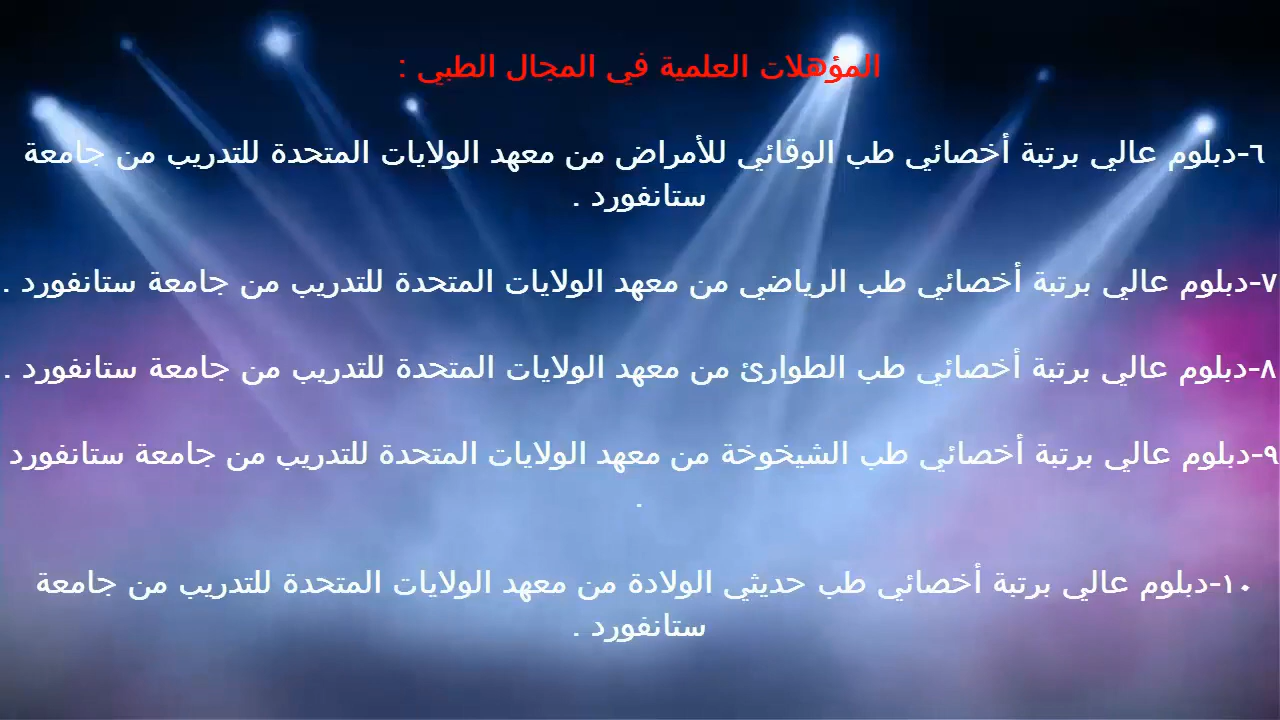 المؤهلات العلمية في المجال الطبي :
٦-دبلوم عالي برتبة أخصائي طب الوقائي للأمراض من معهد الولايات المتحدة للتدريب من جامعة
ستانفورد .
٧-دبلوم عالي برتبة أخصائي طب الرياضي من معهد الولايات المتحدة للتدريب من جامعة ستانفورد .
٨-دبلوم عالي برتبة أخصائي طب الطوارئ من معهد الولايات المتحدة للتدريب من جامعة ستانفورد .
٩-دبلوم عالي برتبة أخصائي طب الشيخوخة من معهد الولايات المتحدة للتدريب من جامعة ستانفورد
.
١٠-دبلوم عالي برتبة أخصائي طب حديثي الولادة من معهد الولايات المتحدة للتدريب من جامعة
ستانفورد .